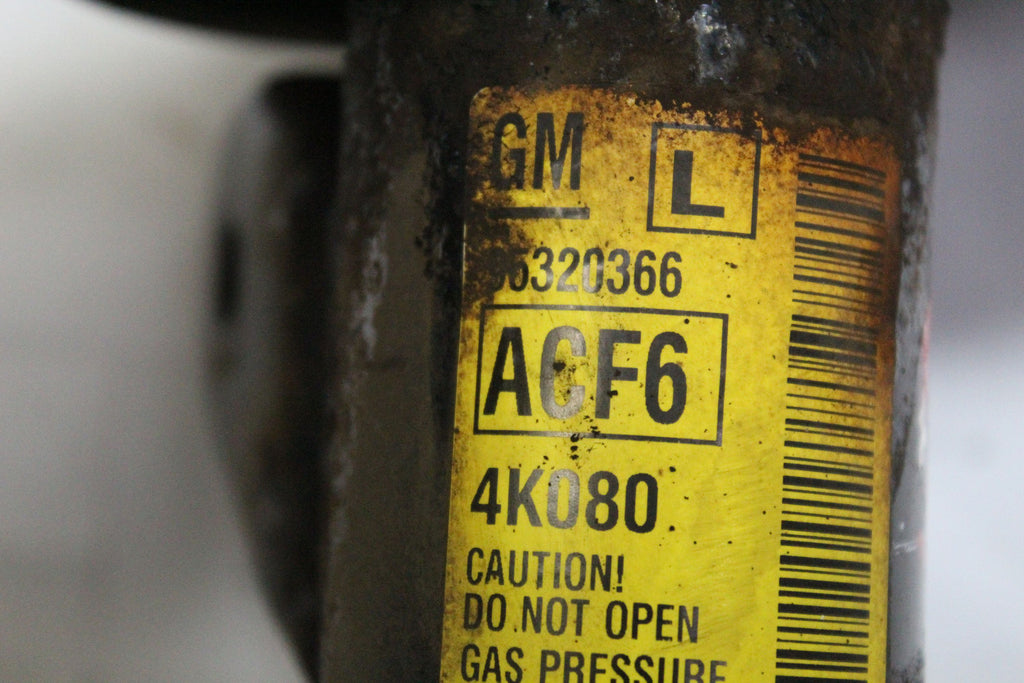 GM
L
ACF6
4K080
CAUTION!
DO NOT OPEN
GAS PRESSURE